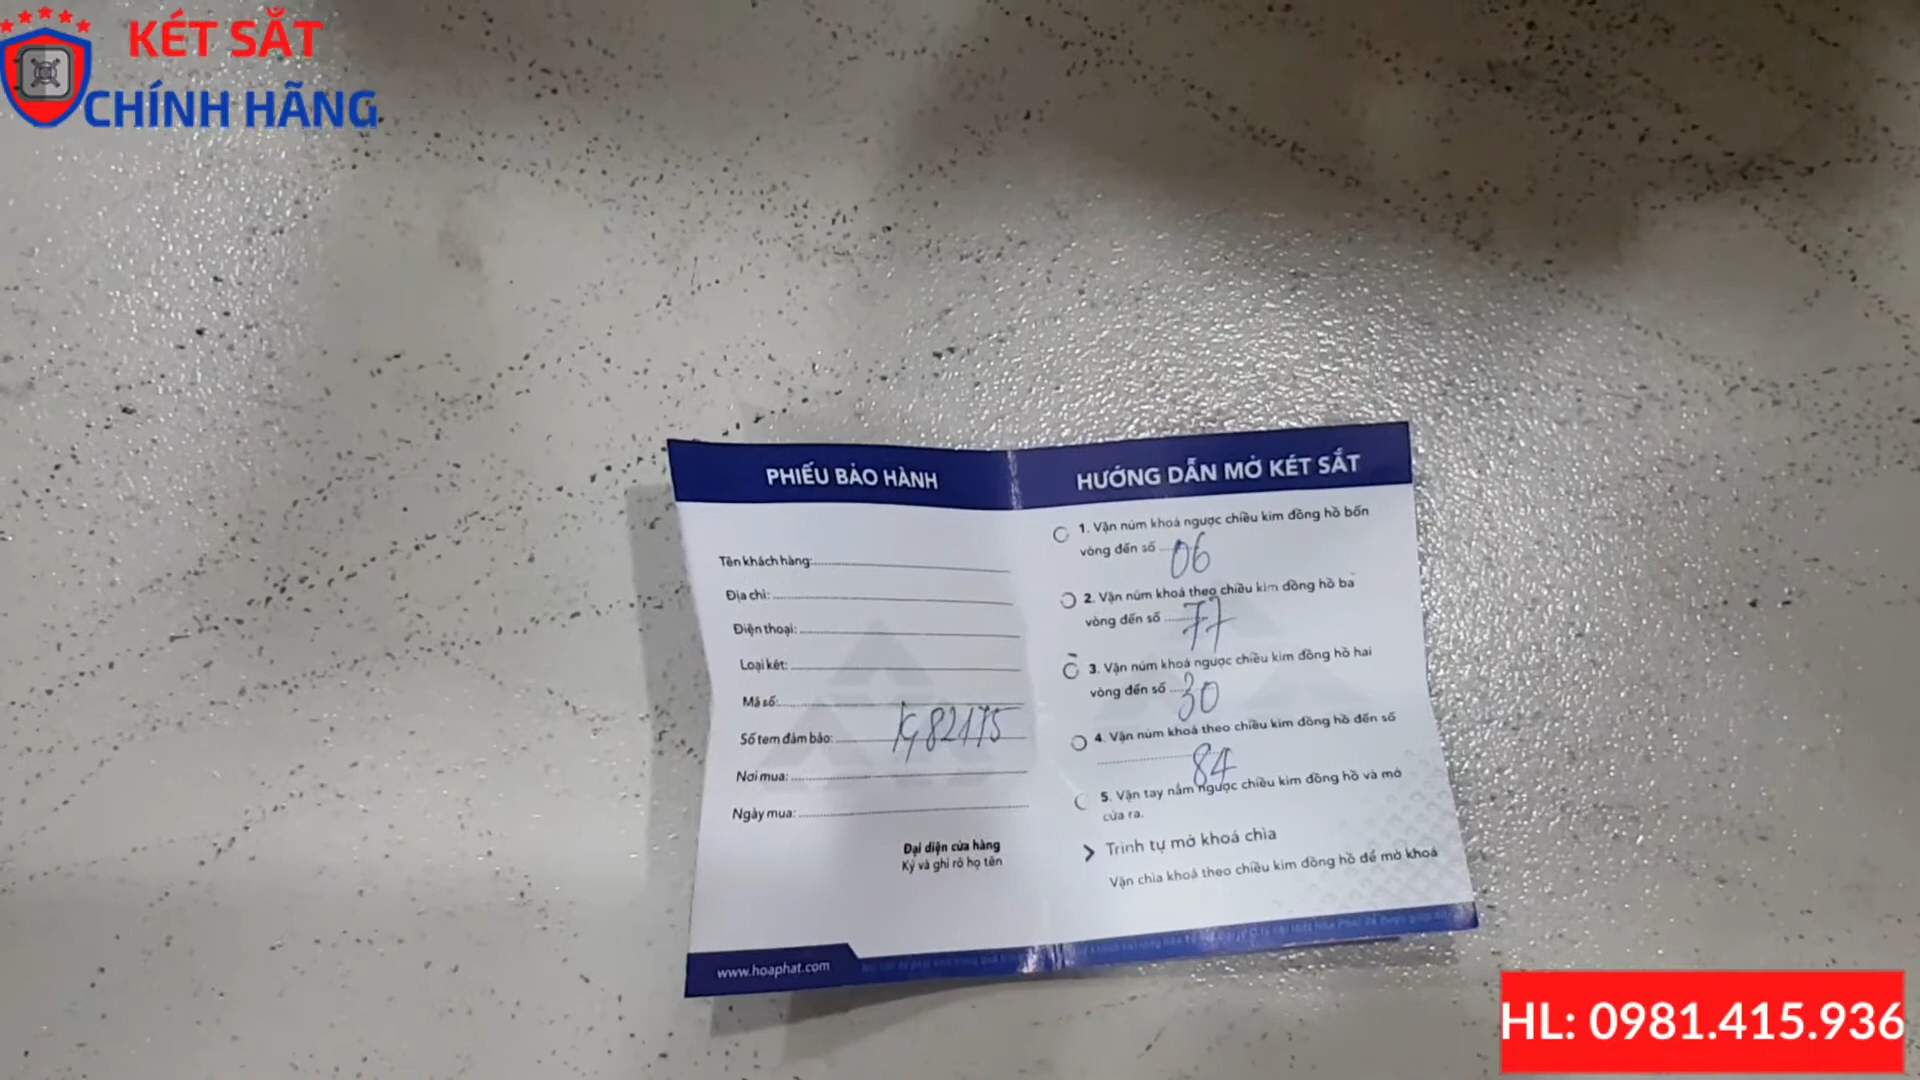 KÉT SẮT
CHÍNH HÃNG
PHIẾU BẢO HÀNH
Tên khách hàng:
Địa chỉ:
Điện thoại:
Loại két:
Mã số:
Số tem đảm bảo: 82175
Nơi mua:
Ngày mua:
Đại diện cửa hàng
Ký và ghi rõ họ tên
www.hoaphat.com
HƯỚNG DẪN MỞ KÉT SẮT
1. Vặn núm khoá ngược chiều kim đồng hồ bốn
vòng đến số 06
2. Vặn núm khoá theo chiều kim đồng hồ ba
vòng đến số 77
3. Vặn núm khoá ngược chiều kim đồng hồ hai
vòng đến số 30
4. Vặn núm khoá theo chiều kim đồng hồ đến số
84
5. Vặn tay nắm ngược chiều kim đồng hồ và mở
cửa ra.
Trình tự mở khoá chìa
Vặn chìa khoá theo chiều kim đồng hồ để mở khoá
HL: 0981.415.936